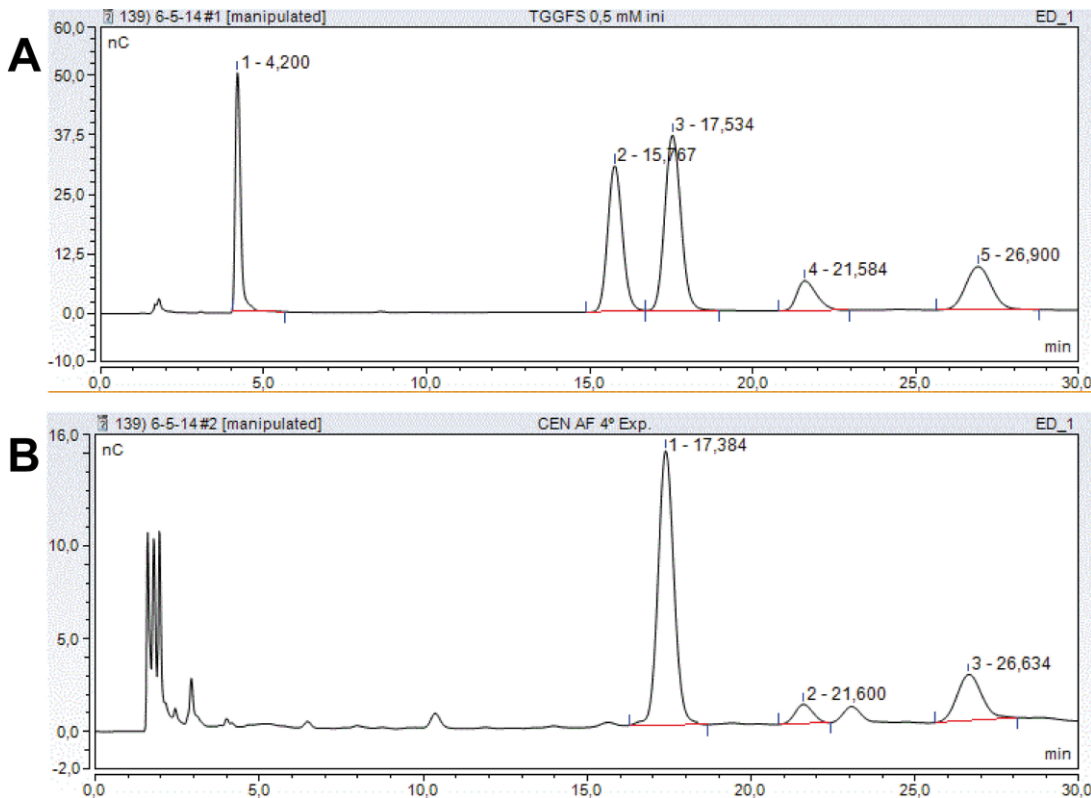 A
139) 6-5-14 #1 [manipulated] TGGFS 0,5 mM ini ED_1
60,0
nC
50,0
37,5
25,0
12,5
0,0
-10,0
1 - 4,200
2 - 15,767
3 - 17,534
4 - 21,584
5 - 26,900
min
0,0 5,0 10,0 15,0 20,0 25,0 30,0
B
139) 6-5-14 #2 [manipulated] CEN AF 4º Exp. ED_1
16,0
nC
10,0
5,0
0,0
-2,0
1 - 17,384
2 - 21,600
3 - 26,634
min
0,0 5,0 10,0 15,0 20,0 25,0 30,0